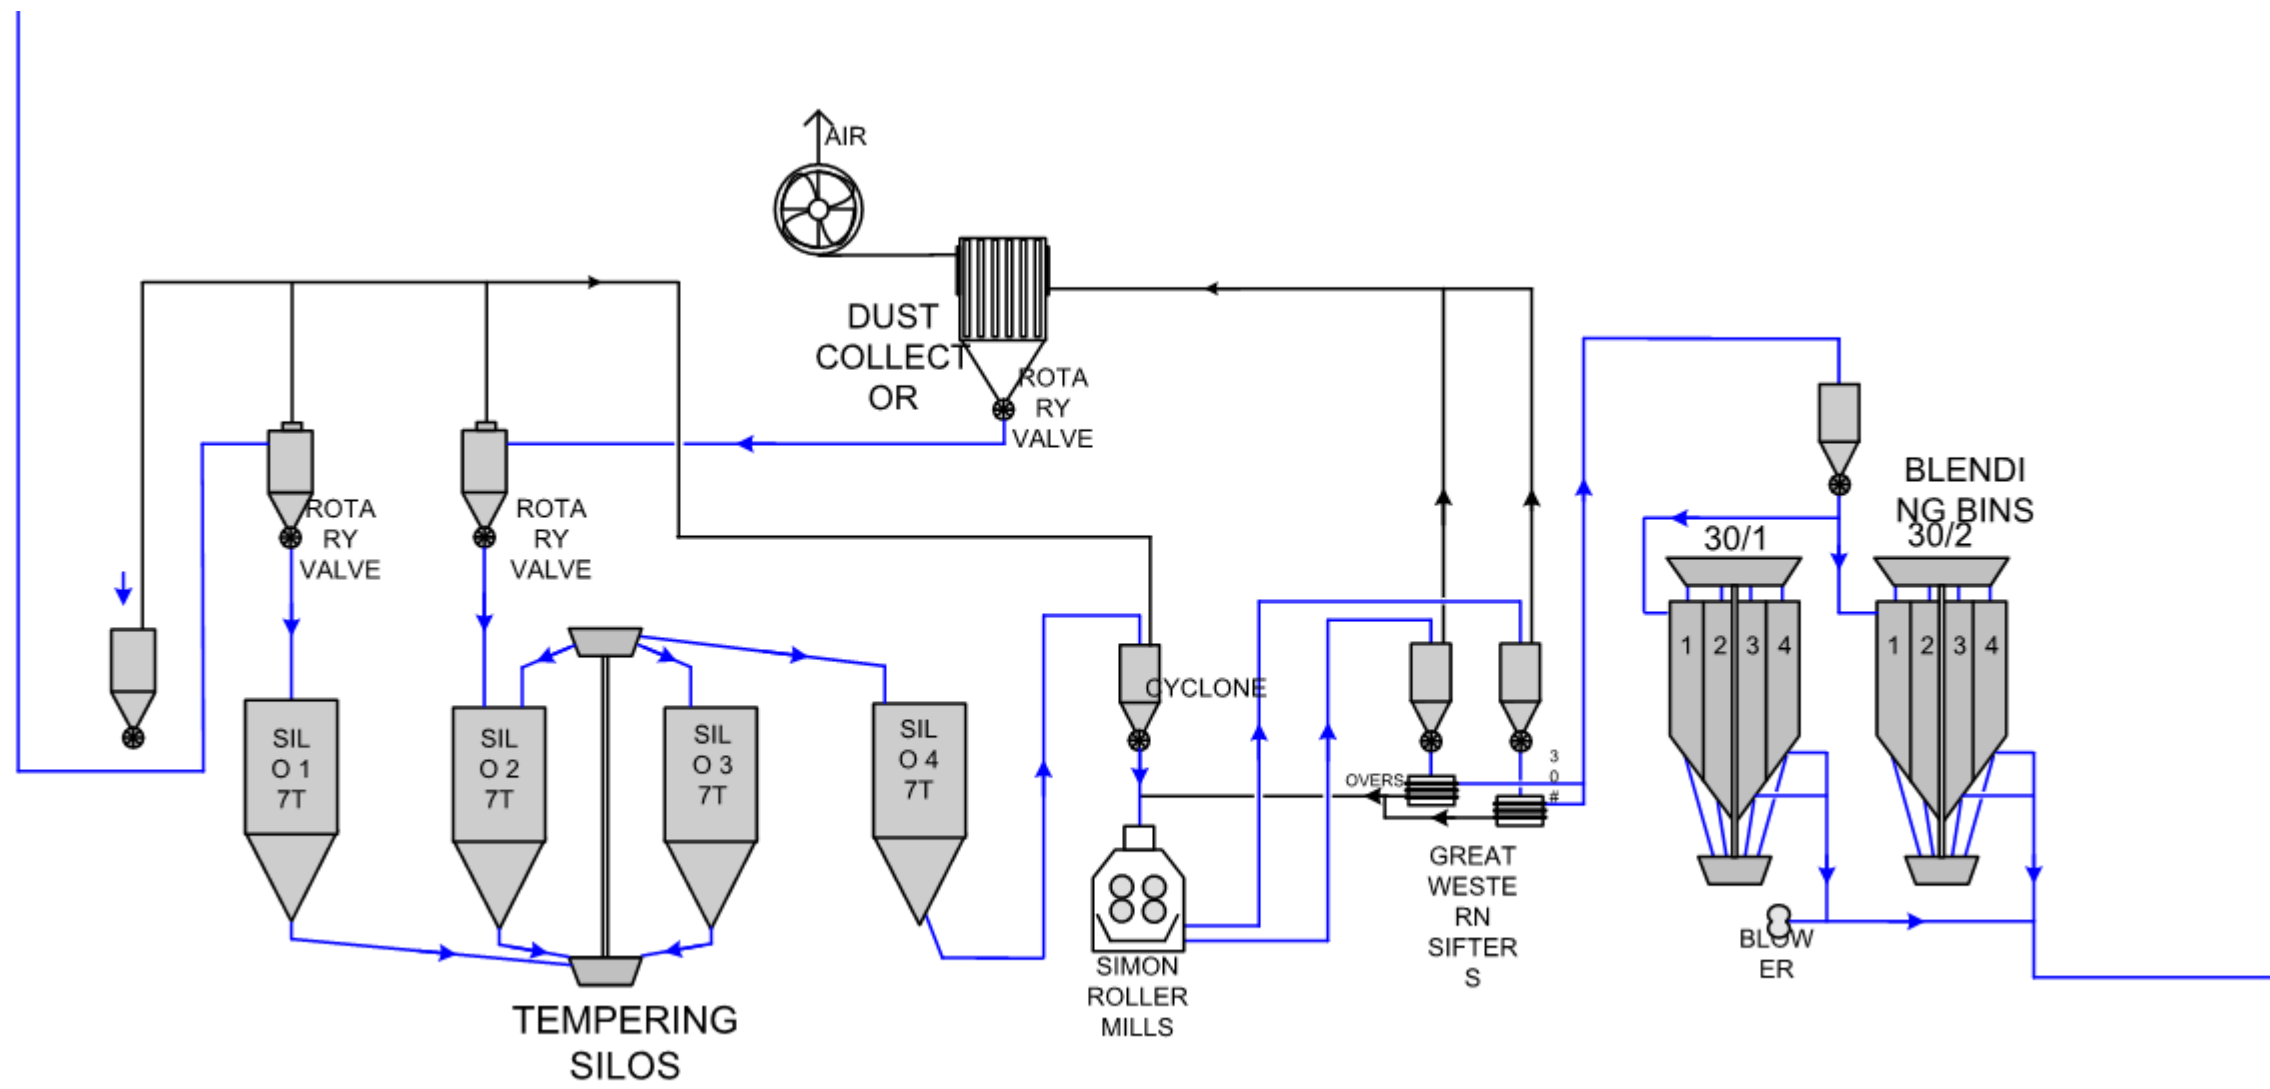 AIR
DUST
COLLECT
OR
ROTA
RY
VALVE
ROTA
RY
VALVE
ROTA
RY
VALVE
BLENDI
NG BINS
30/1
30/2
1 2 3 4
1 2 3 4
CYCLONE
SIL
O 1
7T
SIL
O 2
7T
SIL
O 3
7T
SIL
O 4
7T
OVERS
3
0
#
GREAT
WESTE
RN
SIFTER
S
BLOW
ER
SIMON
ROLLER
MILLS
TEMPERING
SILOS